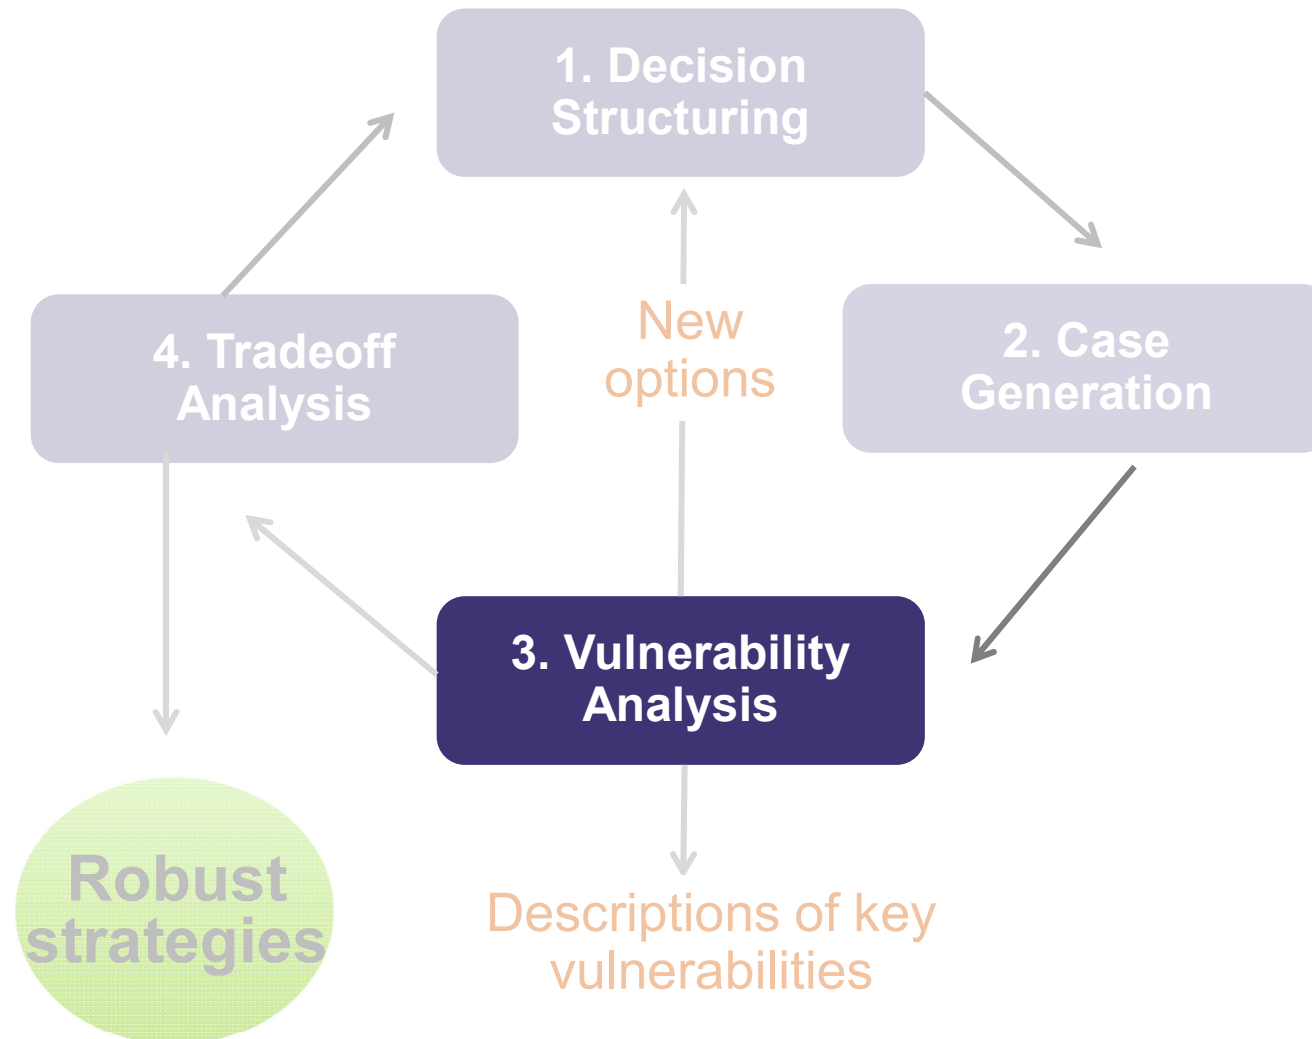 1. Decision
Structuring
New
options
2. Case
Generation
4. Tradeoff
Analysis
3. Vulnerability
Analysis
Robust
strategies
Descriptions of key
vulnerabilities